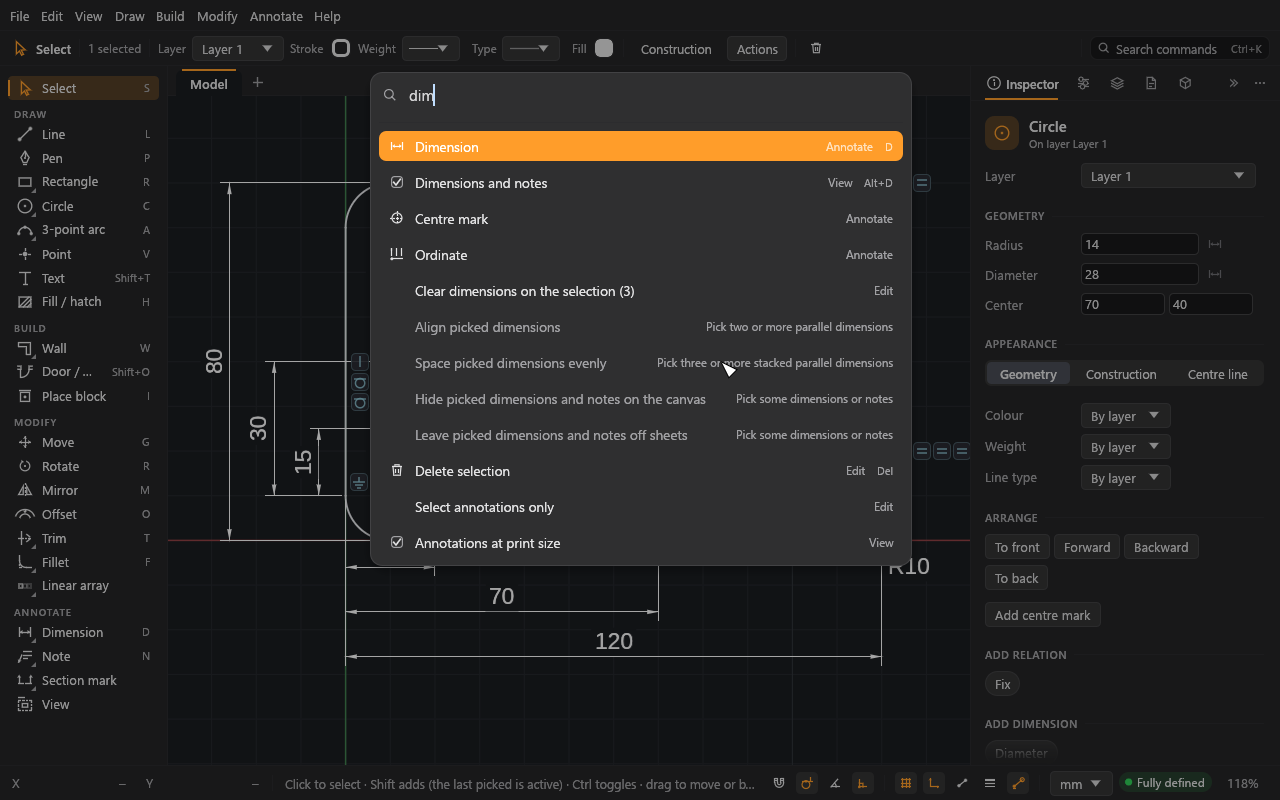 File Edit View Draw Build Modify Annotate Help
Select 1 selected Layer Layer 1 Stroke Weight Type Fill Construction Actions Search commands Ctrl+K
Select S
DRAW
Line L
Pen P
Rectangle R
Circle C
3-point arc A
Point V
Text Shift+T
Fill / hatch H
BUILD
Wall W
Door / ... Shift+O
Place block I
MODIFY
Move G
Rotate R
Mirror M
Offset O
Trim T
Fillet F
Linear array
ANNOTATE
Dimension D
Note N
Section mark
View
Model
dim
Dimension Annotate D
Dimensions and notes View Alt+D
Centre mark Annotate
Ordinate Annotate
Clear dimensions on the selection (3) Edit
Align picked dimensions Pick two or more parallel dimensions
Space picked dimensions evenly Pick three or more stacked parallel dimensions
Hide picked dimensions and notes on the canvas Pick some dimensions or notes
Leave picked dimensions and notes off sheets Pick some dimensions or notes
Delete selection Edit Del
Select annotations only Edit
Annotations at print size View
80
30
15
R10
70
120
Inspector
Circle
On layer Layer 1
Layer Layer 1
GEOMETRY
Radius 14
Diameter 28
Center 70 40
APPEARANCE
Geometry Construction Centre line
Colour By layer
Weight By layer
Line type By layer
ARRANGE
To front Forward Backward
To back
Add centre mark
ADD RELATION
Fix
ADD DIMENSION
Diameter
X – Y – Click to select · Shift adds (the last picked is active) · Ctrl toggles · drag to move or b... mm Fully defined 118%